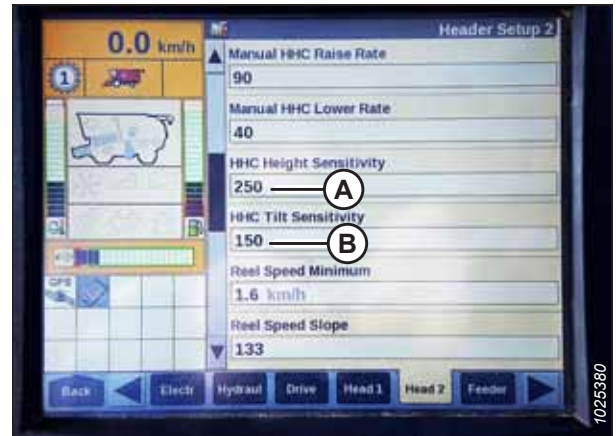 Header Setup 2
0.0 km/h
1
Manual HHC Raise Rate
90
Manual HHC Lower Rate
40
HHC Height Sensitivity
250
A
HHC Tilt Sensitivity
150
B
Reel Speed Minimum
1.6 km/h
Reel Speed Slope
133
GPS
Back Electr Hydraul Drive Head 1 Head 2 Feeder
1025380